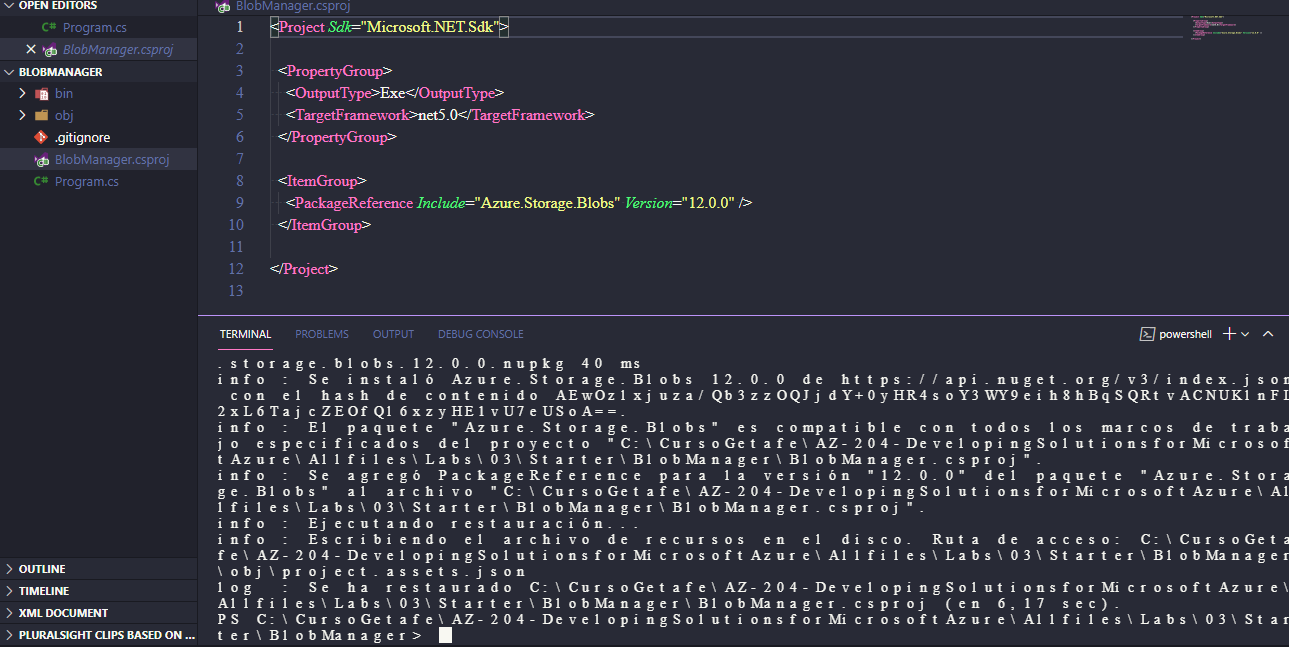 OPEN EDITORS
Program.cs
BlobManager.csproj
BLOBMANAGER
bin
obj
.gitignore
BlobManager.csproj
Program.cs
OUTLINE
TIMELINE
XML DOCUMENT
PLURALSIGHT CLIPS BASED ON ...
BlobManager.csproj
1 <Project Sdk="Microsoft.NET.Sdk">
2
3 <PropertyGroup>
4 <OutputType>Exe</OutputType>
5 <TargetFramework>net5.0</TargetFramework>
6 </PropertyGroup>
7
8 <ItemGroup>
9 <PackageReference Include="Azure.Storage.Blobs" Version="12.0.0" />
10 </ItemGroup>
11
12 </Project>
13
TERMINAL PROBLEMS OUTPUT DEBUG CONSOLE powershell
.storage.blobs.12.0.0.nupkg 40 ms
info : Se instaló Azure.Storage.Blobs 12.0.0 de https://api.nuget.org/v3/index.json
con el hash de contenido AEwOzlxjuza/Qb3zzOQJjdY+0yHR4soY3WY9eih8hBqSQRtvACNUKlnFL
2xL6TajcZEOfQl6xzyHE1vU7eUSoA==.
info : El paquete "Azure.Storage.Blobs" es compatible con todos los marcos de traba
jo especificados del proyecto "C:\CursoGetafe\AZ-204-DevelopingSolutionsforMicrosof
tAzure\Allfiles\Labs\03\Starter\BlobManager\BlobManager.csproj".
info : Se agregó PackageReference para la versión "12.0.0" del paquete "Azure.Stora
ge.Blobs" al archivo "C:\CursoGetafe\AZ-204-DevelopingSolutionsforMicrosoftAzure\Al
lfiles\Labs\03\Starter\BlobManager\BlobManager.csproj".
info : Ejecutando restauración...
info : Escribiendo el archivo de recursos en el disco. Ruta de acceso: C:\CursoGeta
fe\AZ-204-DevelopingSolutionsforMicrosoftAzure\Allfiles\Labs\03\Starter\BlobManager
\obj\project.assets.json
log : Se ha restaurado C:\CursoGetafe\AZ-204-DevelopingSolutionsforMicrosoftAzure\
Allfiles\Labs\03\Starter\BlobManager\BlobManager.csproj (en 6,17 sec).
PS C:\CursoGetafe\AZ-204-DevelopingSolutionsforMicrosoftAzure\Allfiles\Labs\03\Star
ter\BlobManager>